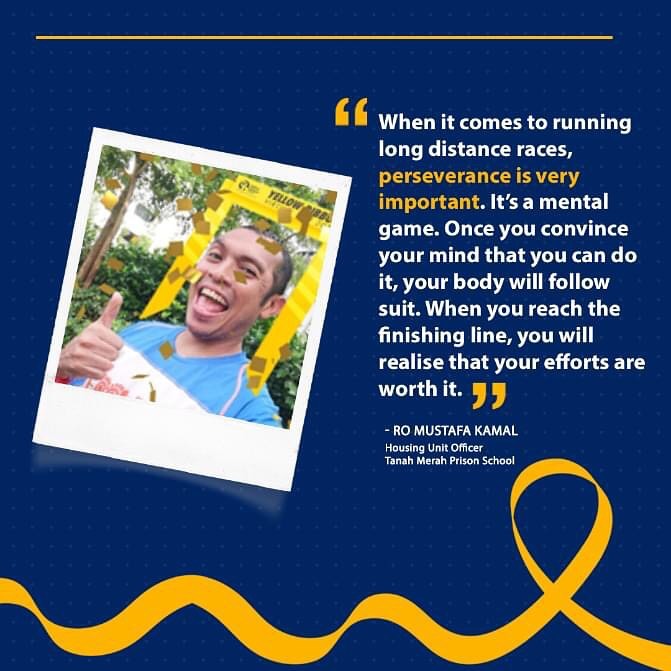 YELLOW RIBBON
“
When it comes to running
long distance races,
perseverance is very
important. It’s a mental
game. Once you convince
your mind that you can do
it, your body will follow
suit. When you reach the
finishing line, you will
realise that your efforts are
worth it. ”
- RO MUSTAFA KAMAL
Housing Unit Officer
Tanah Merah Prison School